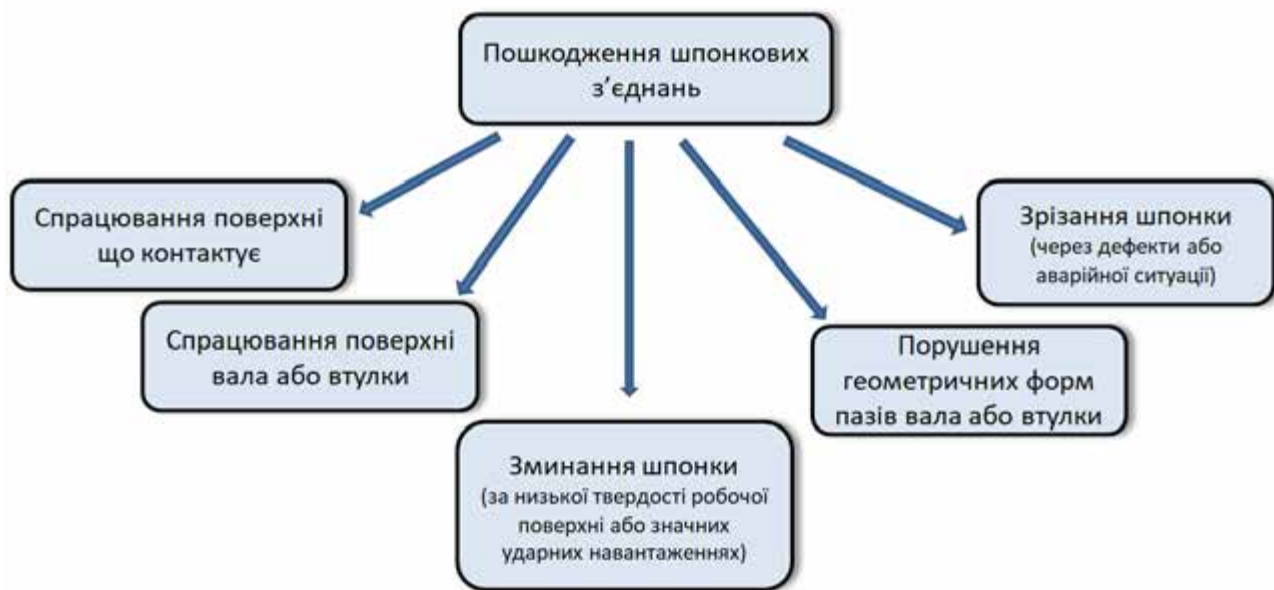 Пошкодження шпонкових
з’єднань
Спрацювання поверхні
що контактує
Спрацювання поверхні
вала або втулки
Зминання шпонки
(за низької твердості робочої
поверхні або значних
ударних навантаженнях)
Порушення
геометричних форм
пазів вала або втулки
Зрізання шпонки
(через дефекти або
аварійної ситуації)